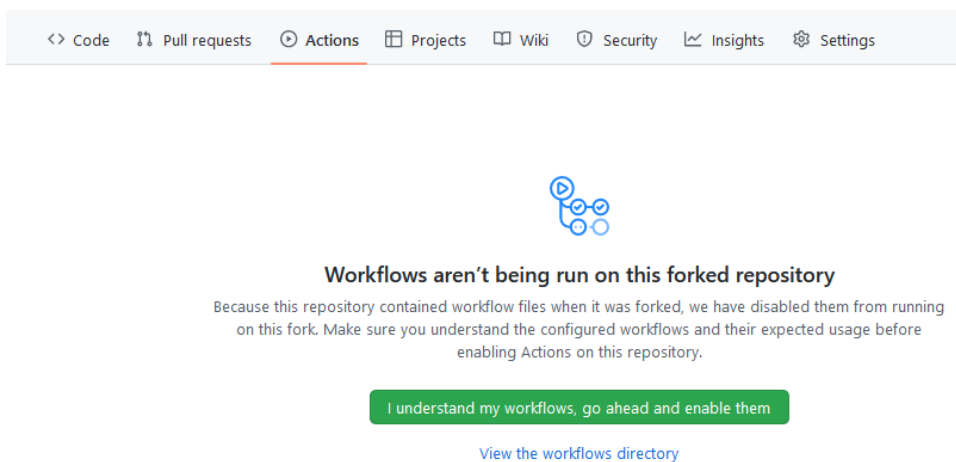 Code Pull requests Actions Projects Wiki Security Insights Settings
Workflows aren't being run on this forked repository
Because this repository contained workflow files when it was forked, we have disabled them from running
on this fork. Make sure you understand the configured workflows and their expected usage before
enabling Actions on this repository.
I understand my workflows, go ahead and enable them
View the workflows directory